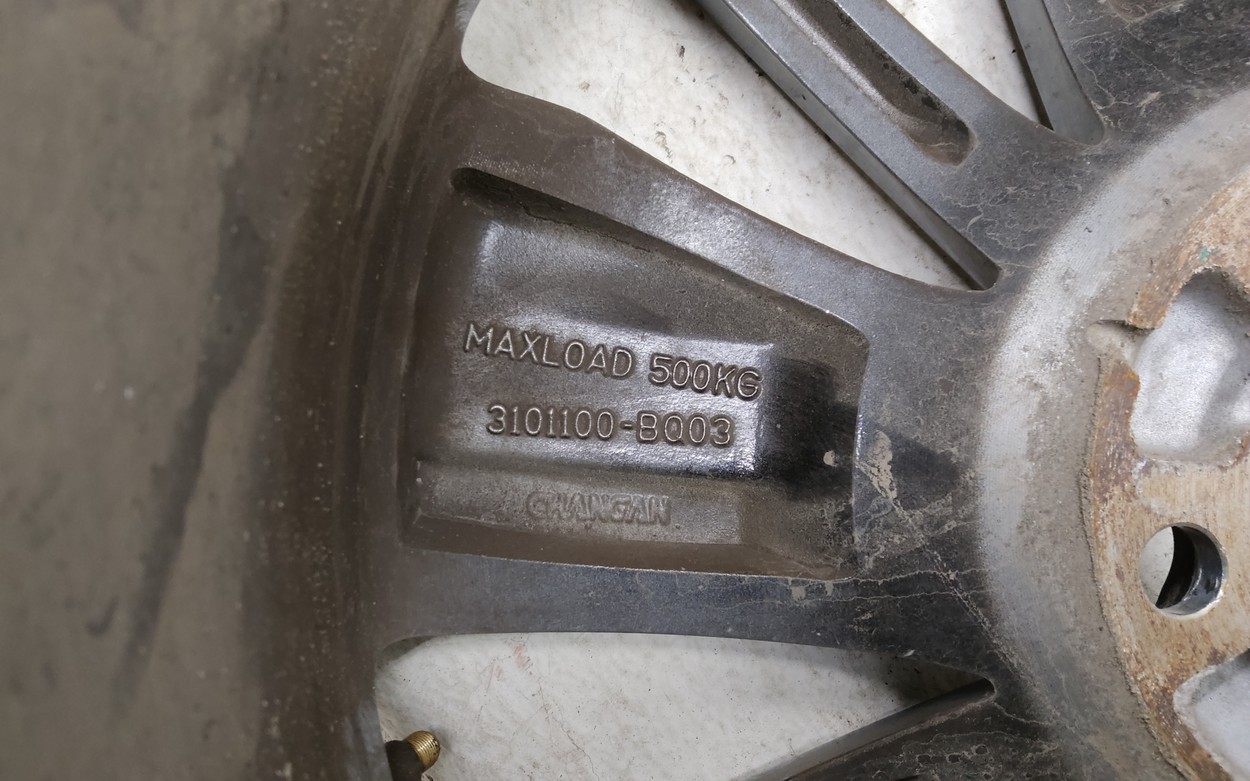 MAXLOAD 500KG
3101100-BQ03
CHANGAN